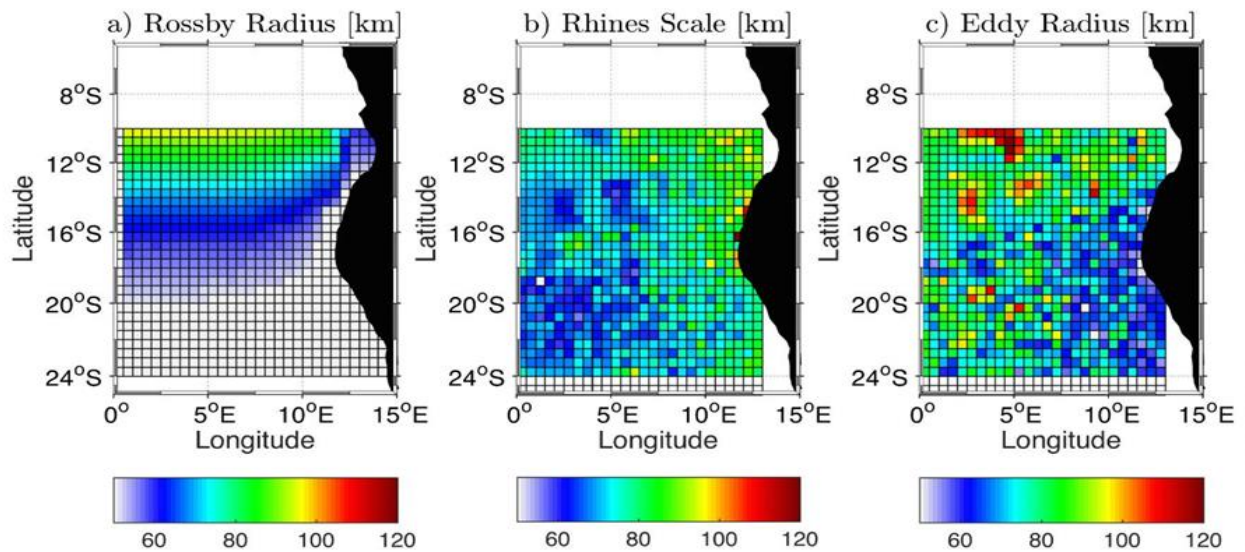 a) Rossby Radius [km]
b) Rhines Scale [km]
c) Eddy Radius [km]
8°S
12°S
16°S
20°S
24°S
Latitude
0°
5°E
10°E
15°E
Longitude
60
80
100
120
8°S
12°S
16°S
20°S
24°S
Latitude
0°
5°E
10°E
15°E
Longitude
60
80
100
120
8°S
12°S
16°S
20°S
24°S
Latitude
0°
5°E
10°E
15°E
Longitude
60
80
100
120